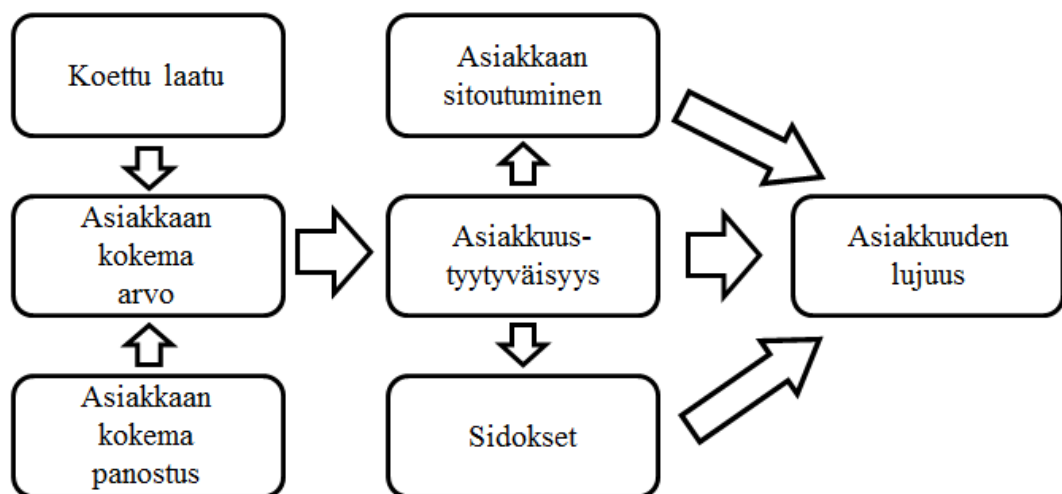 Koettu laatu
Asiakkaan
kokema
arvo
Asiakkaan
kokema
panostus
Asiakkaan
sitoutuminen
Asiakkuus-
tyytyväisyys
Sidokset
Asiakkuuden
lujuus